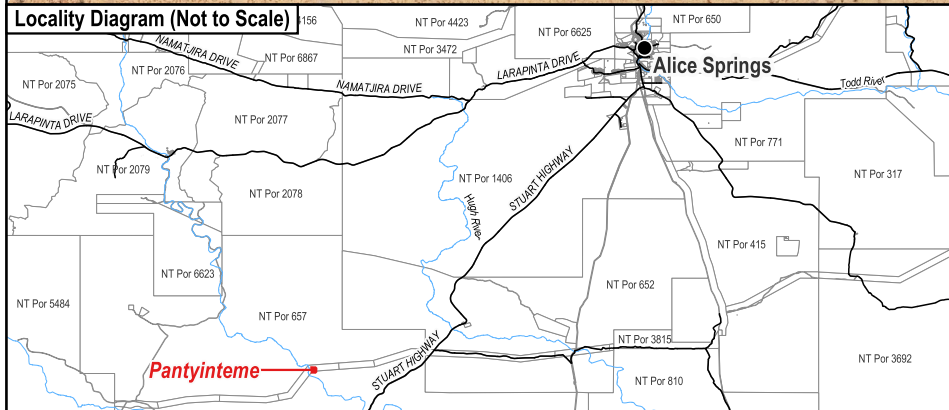 Locality Diagram (Not to Scale)
NT Por 4423
NT Por 650
NT Por 6625
NT Por 3472
NAMATJIRA DRIVE
NT Por 6867
NT Por 2076
NT Por 2075
LARAPINTA DRIVE
Alice Springs
Todd River
NAMATJIRA DRIVE
LARAPINTA DRIVE
NT Por 2077
NT Por 771
NT Por 2079
NT Por 1406
STUART HIGHWAY
NT Por 317
NT Por 2078
Hugh River
NT Por 415
NT Por 6623
NT Por 652
NT Por 5484
NT Por 657
NT Por 3815
STUART HIGHWAY
NT Por 3692
Pantyinteme
NT Por 810